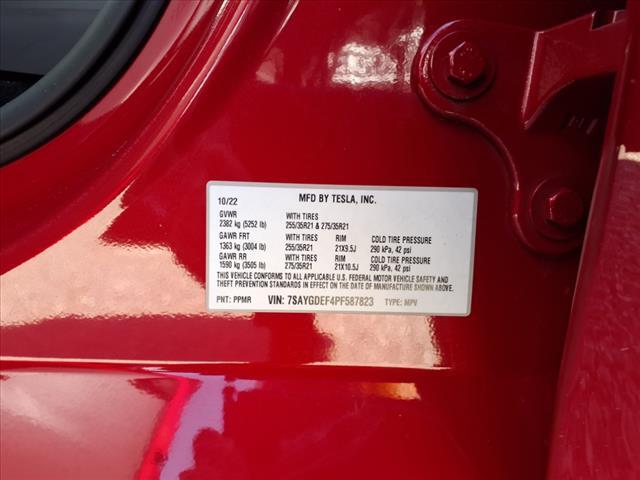 10/22 MFD BY TESLA, INC.
GVWR WITH TIRES
2382 kg (5252 lb) 255/35R21 & 275/35R21
GAWR FRT WITH TIRES RIM COLD TIRE PRESSURE
1363 kg (3004 lb) 255/35R21 21X9.5J 290 kPa, 42 psi
GAWR RR WITH TIRES RIM COLD TIRE PRESSURE
1590 kg (3505 lb) 275/35R21 21X10.5J 290 kPa, 42 psi
THIS VEHICLE CONFORMS TO ALL APPLICABLE U.S. FEDERAL MOTOR VEHICLE SAFETY AND
THEFT PREVENTION STANDARDS IN EFFECT ON THE DATE OF MANUFACTURE SHOWN ABOVE.
PNT: PPMR VIN: 7SAYGDEF4PF587823 TYPE: MPV